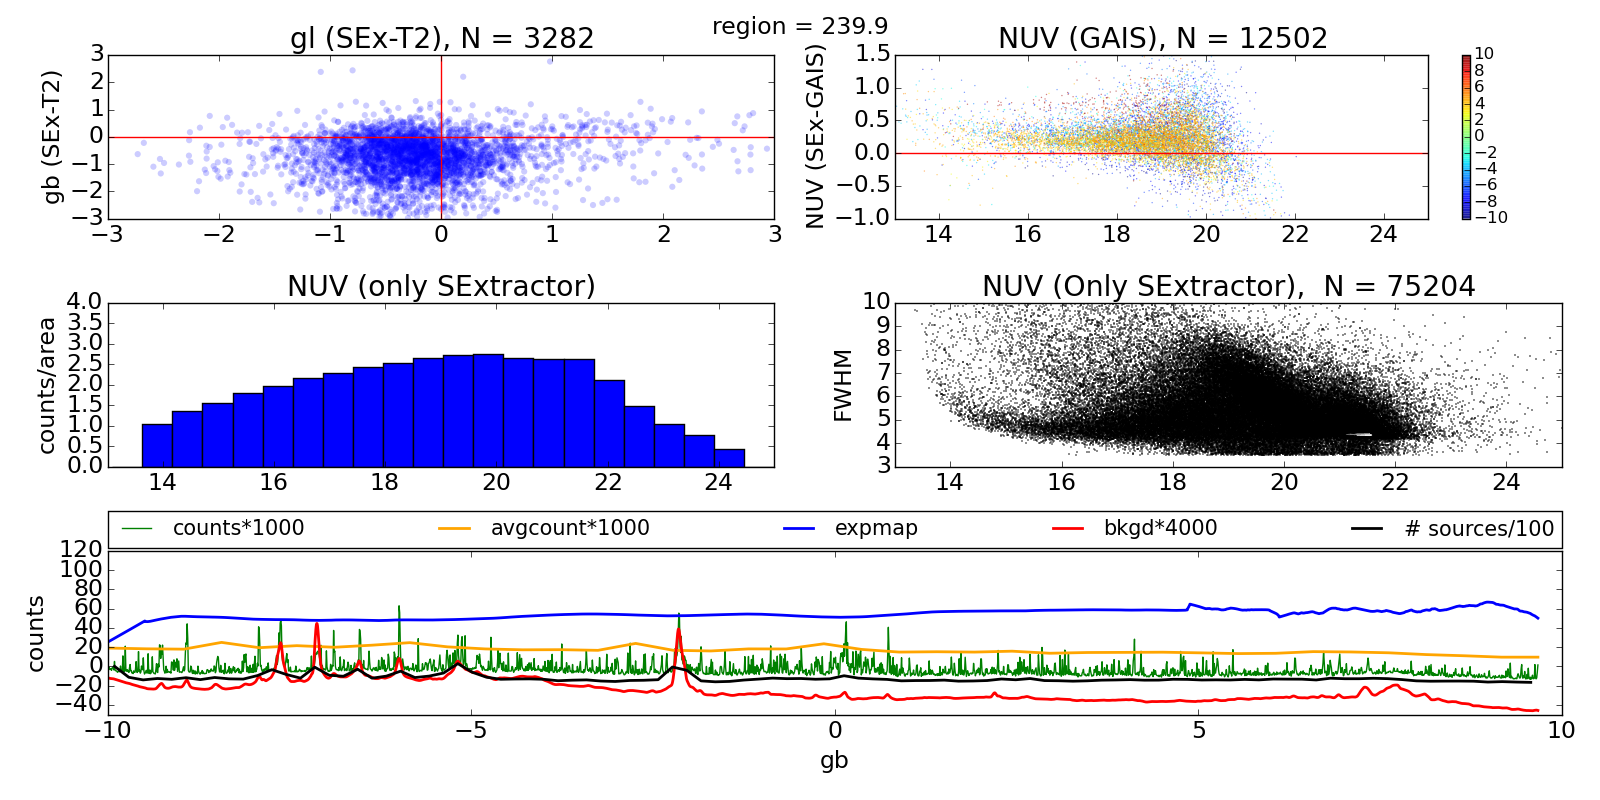 region = 239.9
gl (SEx-T2), N = 3282
gb (SEx-T2)
3
2
1
0
−1
−2
−3
−3 −2 −1 0 1 2 3
NUV (GAIS), N = 12502
NUV (SEx-GAIS)
1.5
1.0
0.5
0.0
−0.5
−1.0
14 16 18 20 22 24
10
8
6
4
2
0
−2
−4
−6
−8
−10
NUV (only SExtractor)
counts/area
4.0
3.5
3.0
2.5
2.0
1.5
1.0
0.5
0.0
14 16 18 20 22 24
NUV (Only SExtractor), N = 75204
FWHM
10
9
8
7
6
5
4
3
14 16 18 20 22 24
counts*1000 avgcount*1000 expmap bkgd*4000 # sources/100
counts
120
100
80
60
40
20
0
−20
−40
−10 −5 0 5 10
gb